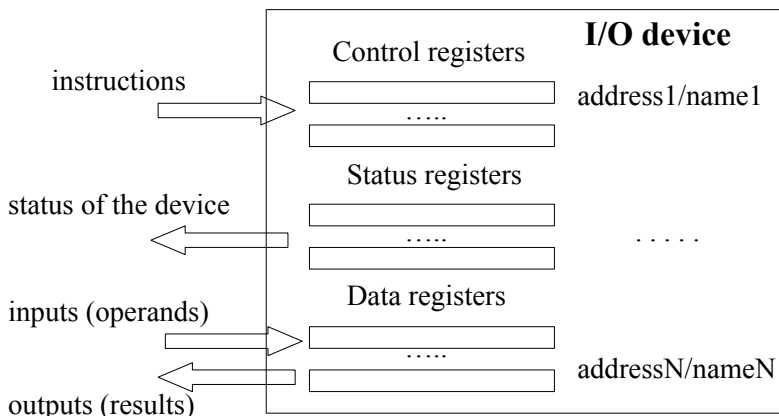 I/O device
Control registers
instructions
address1/name1
.....
Status registers
status of the device
.....
. . . . .
Data registers
inputs (operands)
.....
addressN/nameN
outputs (results)